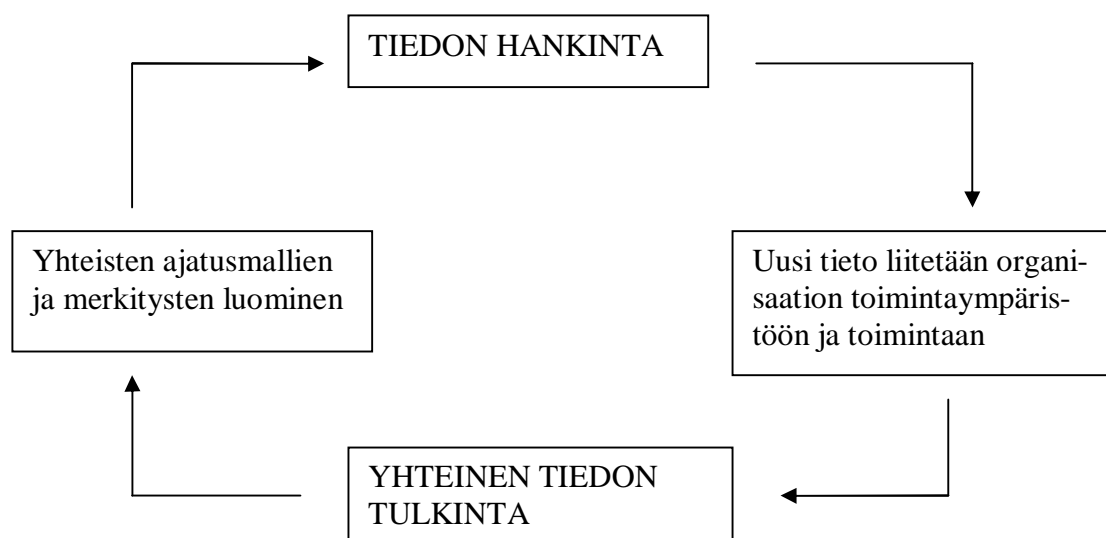 TIEDON HANKINTA
Yhteisten ajatusmallien
ja merkitysten luominen
Uusi tieto liitetään organi-
saation toimintaympäris-
töön ja toimintaan
YHTEINEN TIEDON
TULKINTA